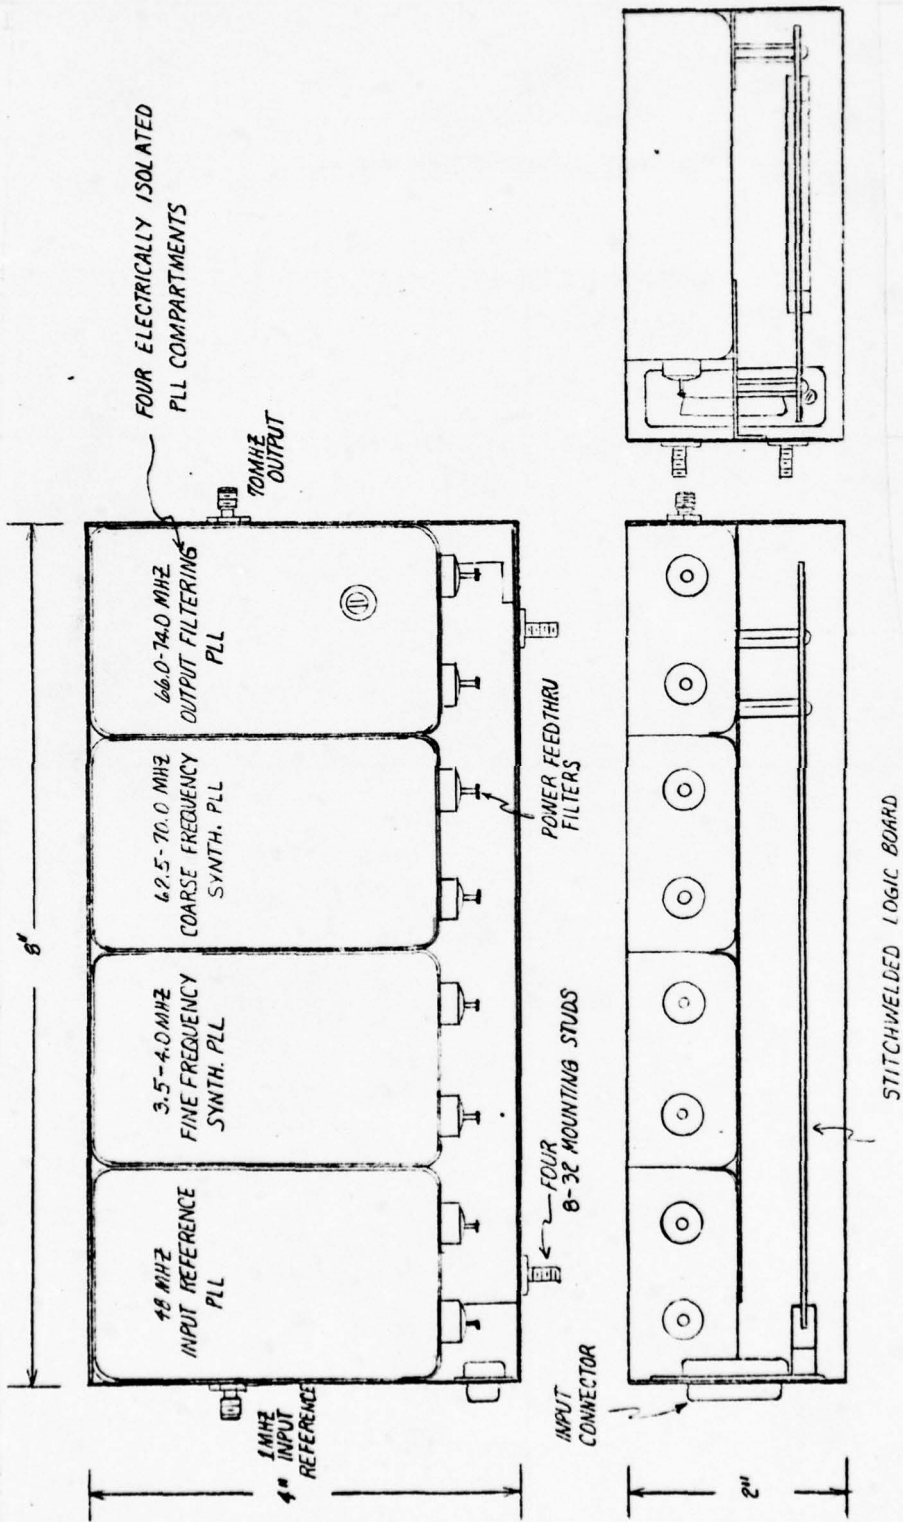 8"
FOUR ELECTRICALLY ISOLATED
PLL COMPARTMENTS
48 MHZ
INPUT REFERENCE
PLL
3.5-4.0 MHZ
FINE FREQUENCY
SYNTH. PLL
62.5-70.0 MHZ
COARSE FREQUENCY
SYNTH. PLL
66.0-74.0 MHZ
OUTPUT FILTERING
PLL
70MHZ
OUTPUT
1MHZ
INPUT
REFERENCE
4"
FOUR
8-32 MOUNTING STUDS
POWER FEEDTHRU
FILTERS
INPUT
CONNECTOR
2"
STITCHWELDED LOGIC BOARD